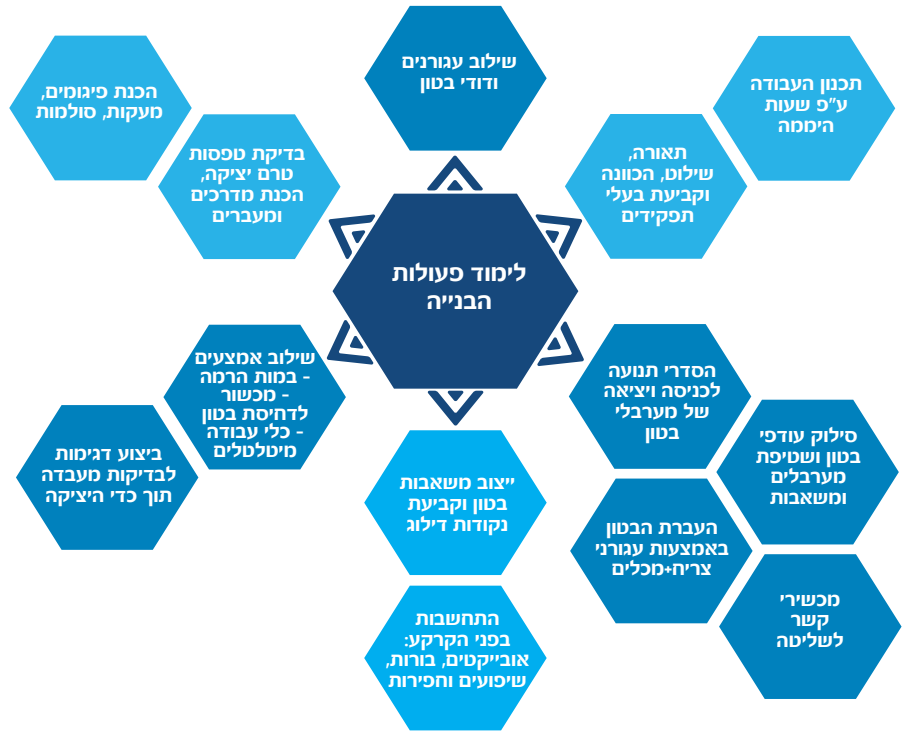 שילוב עגורנים
ודודי בטון
תכנון העבודה
ע"פ שעות
היממה
תאורה,
שילוט, הכוונה
וקביעת בעלי
תפקידים
הכנת פיגומים,
מעקות, סולמות
בדיקת טפסות
טרם יציקה,
הכנת מדרכים
ומעברים
לימוד פעולות
הבנייה
הסדרי תנועה
לכניסה ויציאה
של מערבלי
בטון
סילוק עודפי
בטון ושטיפת
מערבלים
ומשאבות
העברת הבטון
באמצעות עגורני
צריח+מכלים
מכשירי
קשר
לשליטה
שילוב אמצעים
- במות הרמה
- מכשור
לדחיסת בטון
- כלי עבודה
מיטלטלים
ביצוע דגימות
לבדיקות מעבדה
תוך כדי היציקה
ייצוב משאבות
בטון וקביעת
נקודות דילוג
התחשבות
בפני הקרקע:
אובייקטים, בורות,
שיפועים וחפירות